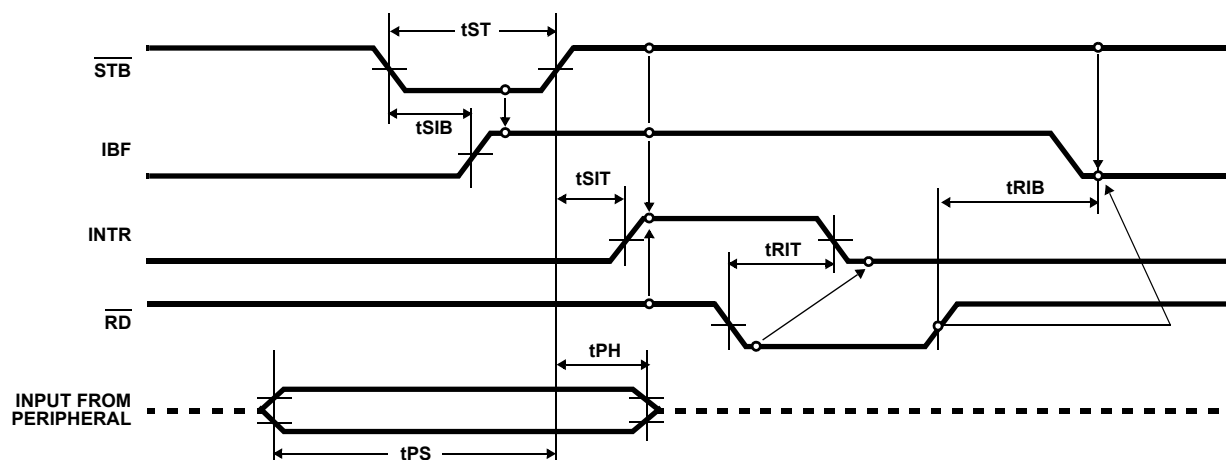 tST
STB
tSIB
IBF
tSIT
tRIB
INTR
tRIT
RD
tPH
INPUT FROM
PERIPHERAL
tPS